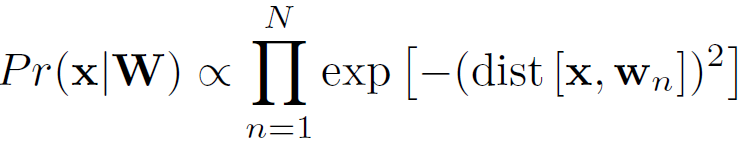 Pr(x|W) ∝ ∏_{n=1}^{N} exp [−(dist [x, w_n])²]